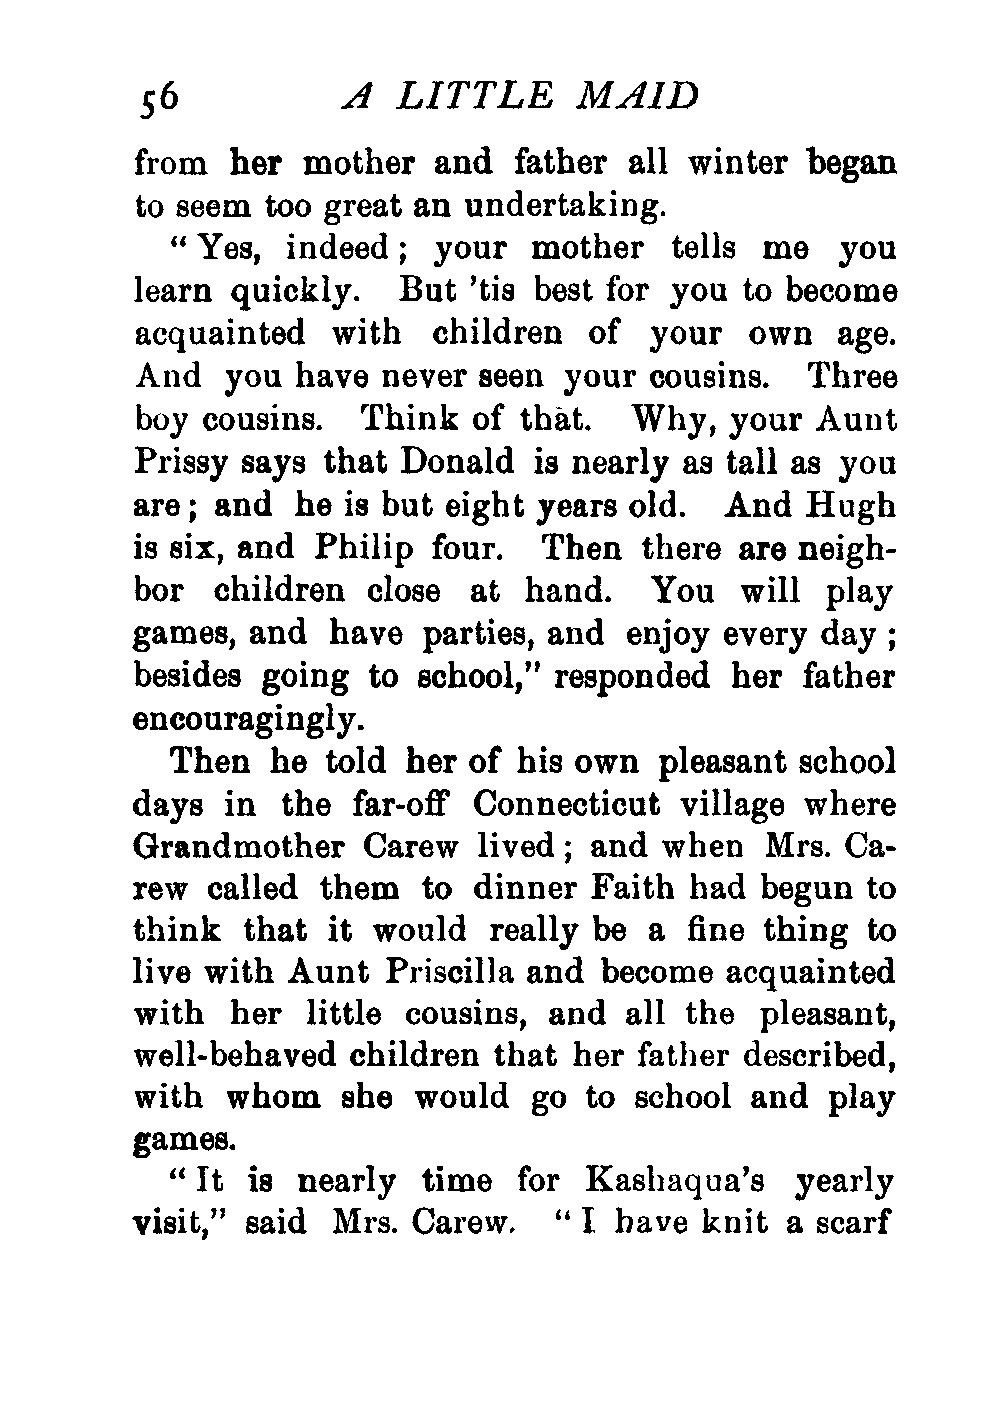 56 A LITTLE MAID
from her mother and father all winter began
to seem too great an undertaking.
“ Yes, indeed ; your mother tells me you
learn quickly. But ’tis best for you to become
acquainted with children of your own age.
And you have never seen your cousins. Three
boy cousins. Think of that. Why, your Aunt
Prissy says that Donald is nearly as tall as you
are ; and he is but eight years old. And Hugh
is six, and Philip four. Then there are neigh-
bor children close at hand. You will play
games, and have parties, and enjoy every day ;
besides going to school,” responded her father
encouragingly.
Then he told her of his own pleasant school
days in the far-off Connecticut village where
Grandmother Carew lived ; and when Mrs. Ca-
rew called them to dinner Faith had begun to
think that it would really be a fine thing to
live with Aunt Priscilla and become acquainted
with her little cousins, and all the pleasant,
well-behaved children that her father described,
with whom she would go to school and play
games.
“ It is nearly time for Kashaqua’s yearly
visit,” said Mrs. Carew. “ I have knit a scarf